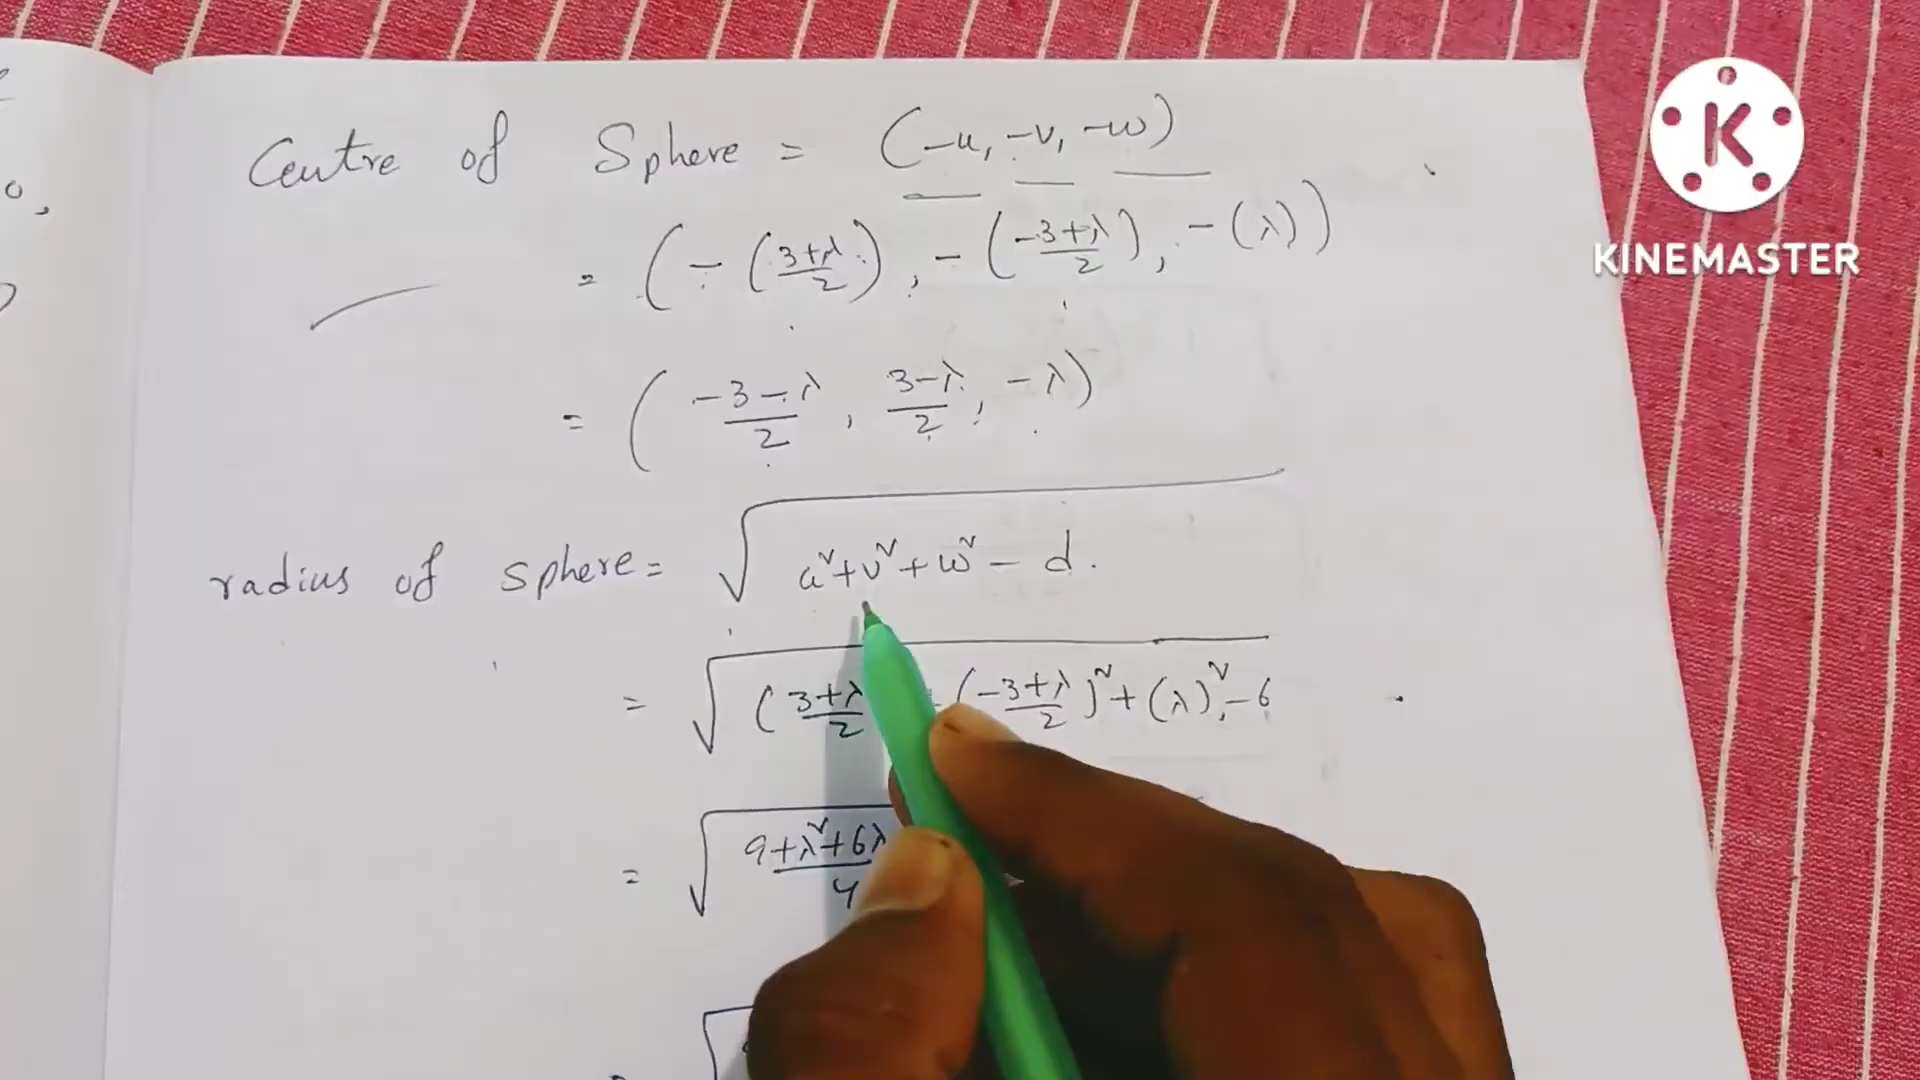 Centre of Sphere = (-u, -v, -w)
= (-(3+λ/2), -(-3+λ/2), -(λ))
= (-3-λ/2, 3-λ/2, -λ)
radius of sphere = √u²+v²+w²-d.
= √(3+λ/2 (-3+λ/2)²+(λ)²-6
= √9+λ²+6λ/4
K
KINEMASTER